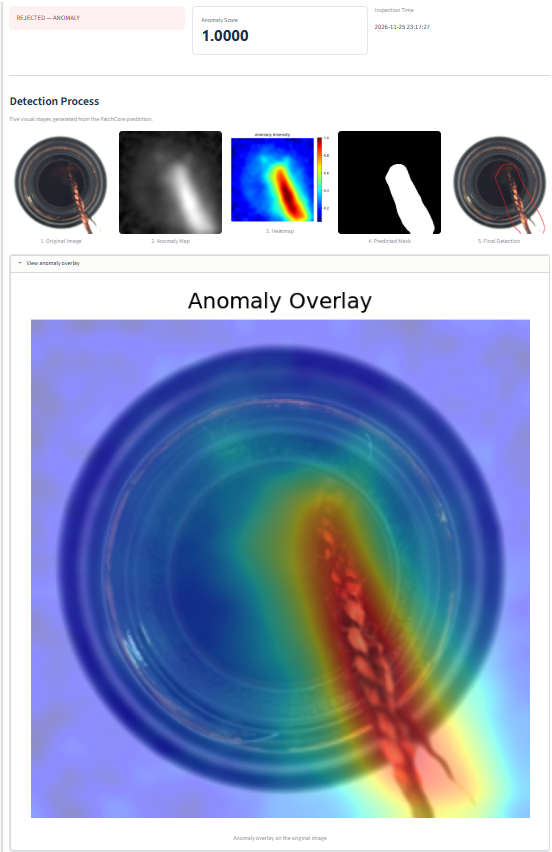 REJECTED — ANOMALY
Anomaly Score
1.0000
Inspection Time
2026-11-25 23:17:27
Detection Process
Five visual stages generated from the PatchCore prediction.
Anomaly Intensity
1.0
0.8
0.6
0.4
0.2
1. Original Image
2. Anomaly Map
3. Heatmap
4. Predicted Mask
5. Final Detection
View anomaly overlay
Anomaly Overlay
Anomaly overlay on the original image